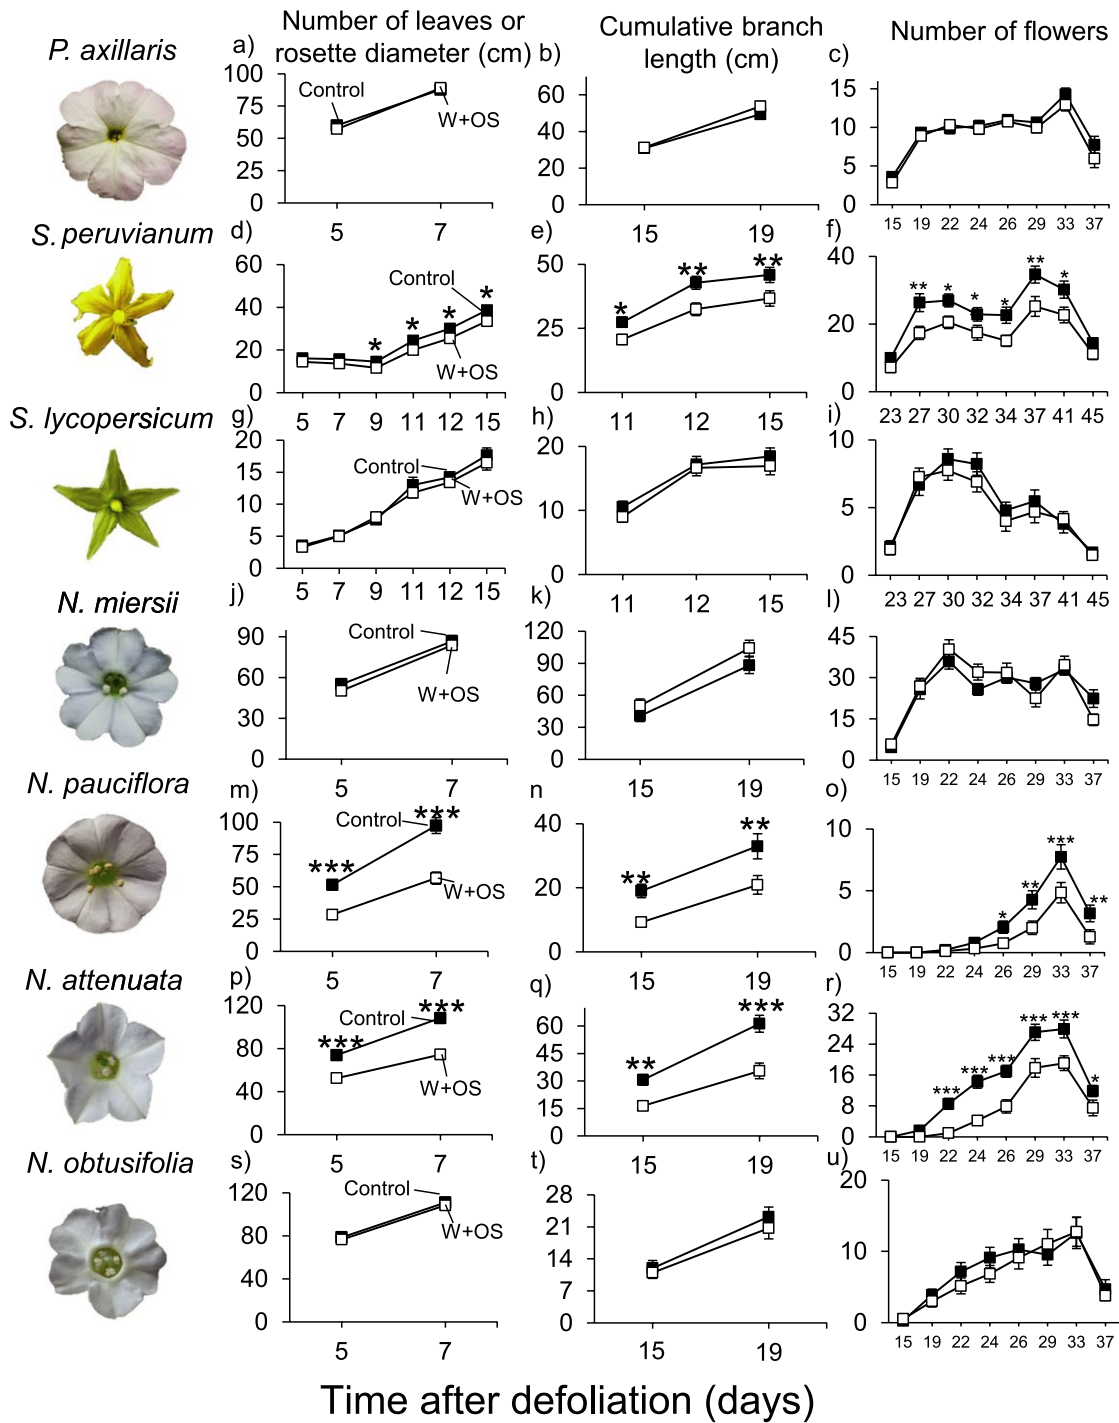 Number of leaves or
rosette diameter (cm)
Cumulative branch
length (cm)
Number of flowers
P. axillaris
a)
100
75
50
25
0
Control
W+OS
5 7
b)
60
40
20
0
15 19
c)
15
10
5
0
15 19 22 24 26 29 33 37
S. peruvianum
d)
60
40
20
0
Control
* * * *
W+OS
5 7 9 11 12 15
e)
50
25
0
* ** **
11 12 15
f)
40
20
0
** * * * ** *
23 27 30 32 34 37 41 45
S. lycopersicum
g)
20
15
10
5
0
Control
W+OS
5 7 9 11 12 15
h)
20
10
0
11 12 15
i)
10
5
0
23 27 30 32 34 37 41 45
N. miersii
j)
90
60
30
0
Control
W+OS
5 7
k)
120
90
60
30
0
15 19
l)
45
30
15
0
15 19 22 24 26 29 33 37
N. pauciflora
m)
100
75
50
25
0
Control
*** ***
W+OS
5 7
n
40
20
0
** **
15 19
o)
10
5
0
* ** *** **
15 19 22 24 26 29 33 37
N. attenuata
p)
120
80
40
0
Control
*** ***
W+OS
5 7
q)
60
45
30
15
0
** ***
15 19
r)
32
24
16
8
0
*** *** *** *** *** *
15 19 22 24 26 29 33 37
N. obtusifolia
s)
120
80
40
0
Control
W+OS
5 7
t)
28
21
14
7
0
15 19
u)
20
10
0
15 19 22 24 26 29 33 37
Time after defoliation (days)